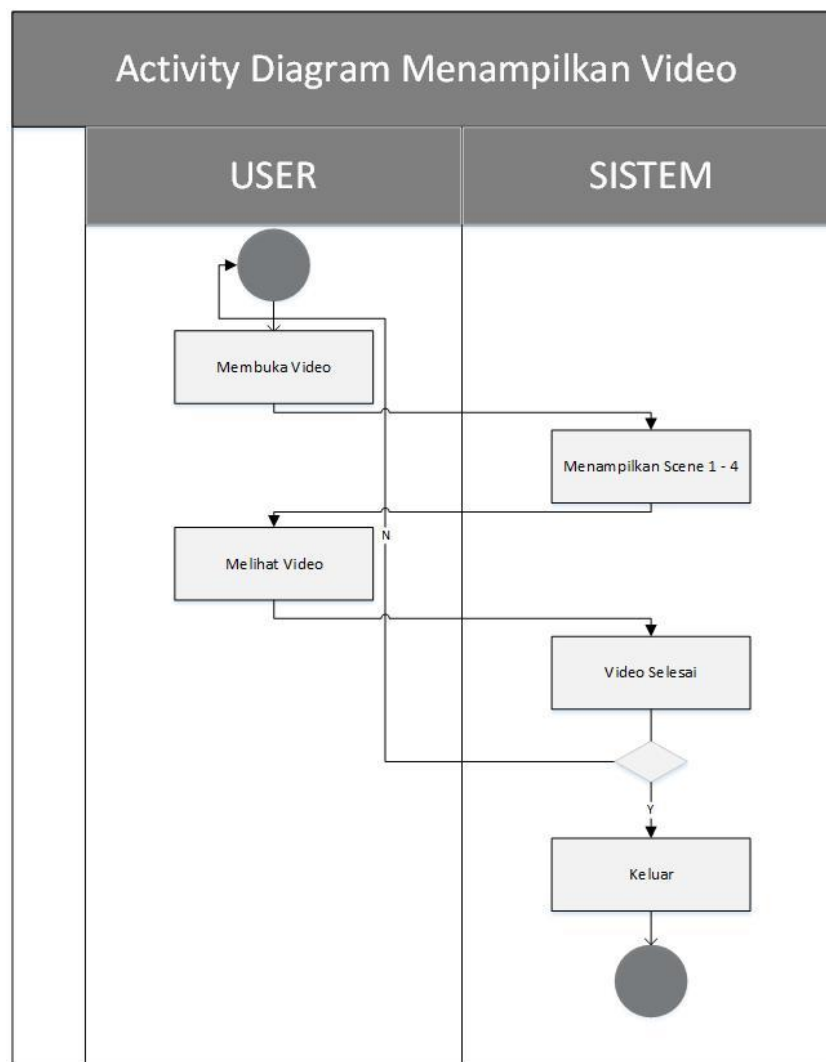 Activity Diagram Menampilkan Video
USER
SISTEM
Membuka Video
Menampilkan Scene 1 - 4
N
Melihat Video
Video Selesai
Y
Keluar